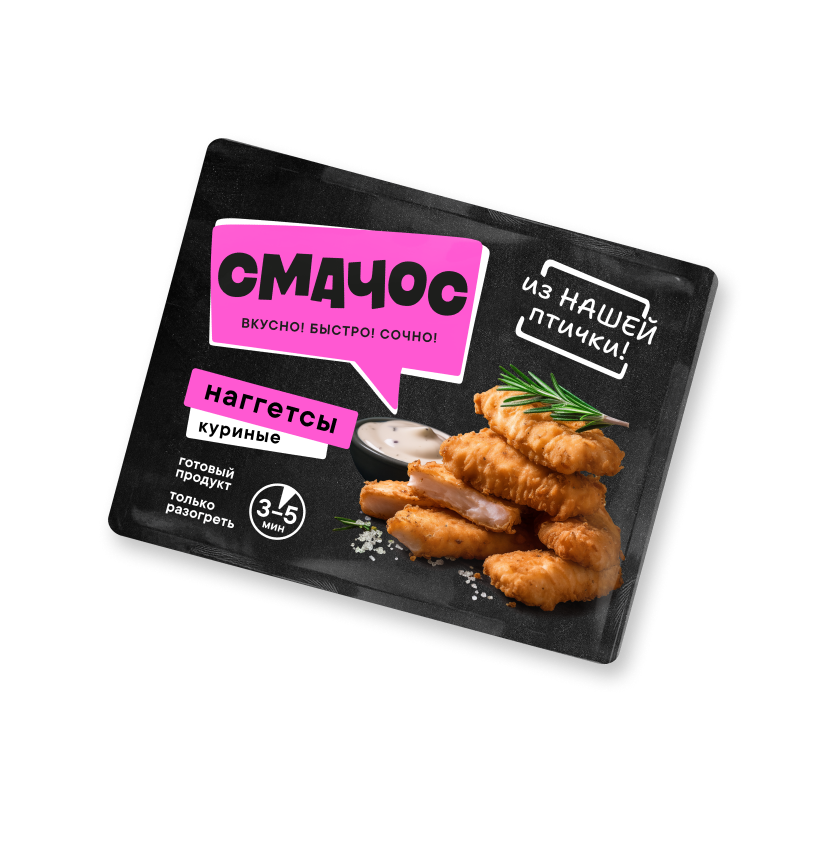 СМАЧОС
ВКУСНО! БЫСТРО! СОЧНО!
из НАШЕЙ
птички!
наггетсы
куриные
готовый
продукт
только
разогреть
3–5
мин